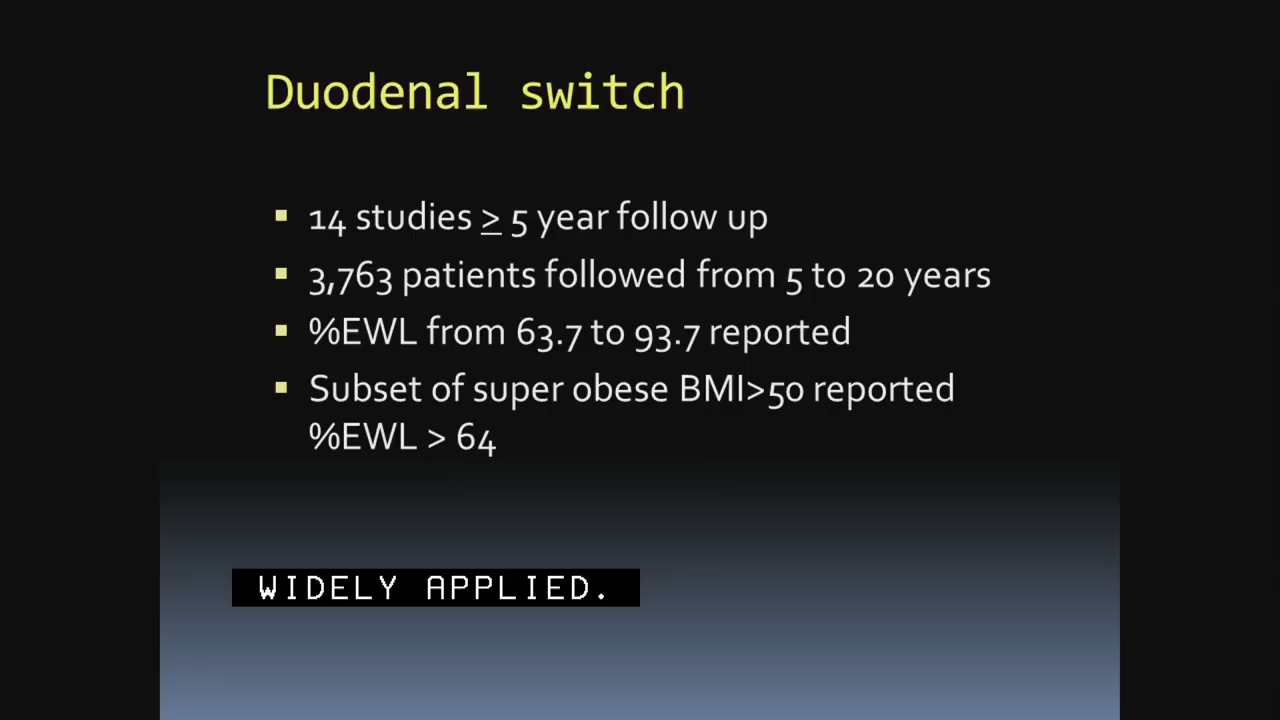 Duodenal switch
▪ 14 studies ≥ 5 year follow up
▪ 3,763 patients followed from 5 to 20 years
▪ %EWL from 63.7 to 93.7 reported
▪ Subset of super obese BMI>50 reported
%EWL > 64
WIDELY APPLIED.